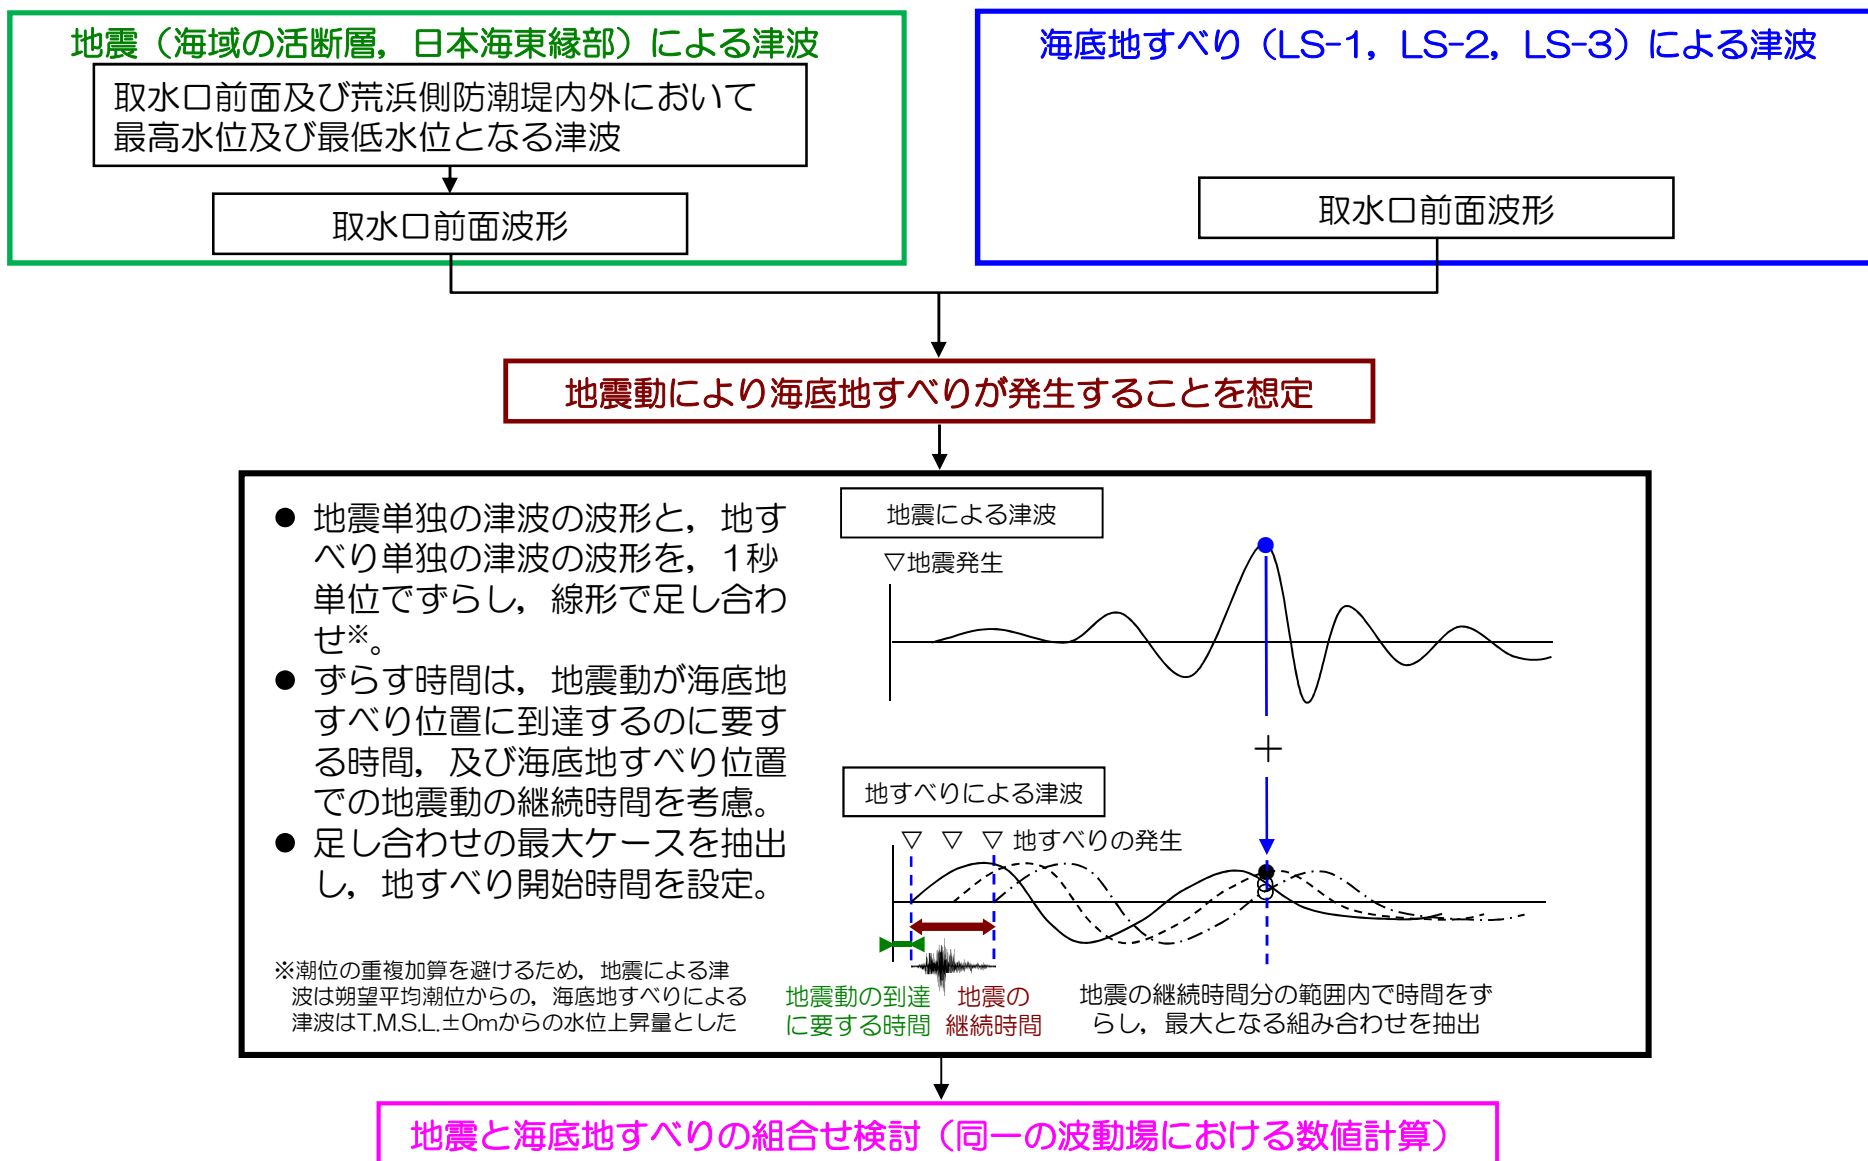 地震（海域の活断層，日本海東縁部）による津波
取水口前面及び荒浜側防潮堤内外において
最高水位及び最低水位となる津波
取水口前面波形
海底地すべり（LS-1，LS-2，LS-3）による津波
取水口前面波形
地震動により海底地すべりが発生することを想定
● 地震単独の津波の波形と，地す
べり単独の津波の波形を，1秒
単位でずらし，線形で足し合わ
せ※。
● ずらす時間は，地震動が海底地
すべり位置に到達するのに要す
る時間，及び海底地すべり位置
での地震動の継続時間を考慮。
● 足し合わせの最大ケースを抽出
し，地すべり開始時間を設定。
※潮位の重複加算を避けるため，地震による津
波は朔望平均潮位からの，海底地すべりによる
津波はT.M.S.L.±0mからの水位上昇量とした
地震による津波
▽地震発生
＋
地すべりによる津波
▽ ▽ ▽ 地すべりの発生
地震動の到達
に要する時間
地震の
継続時間
地震の継続時間分の範囲内で時間をず
らし，最大となる組み合わせを抽出
地震と海底地すべりの組合せ検討（同一の波動場における数値計算）